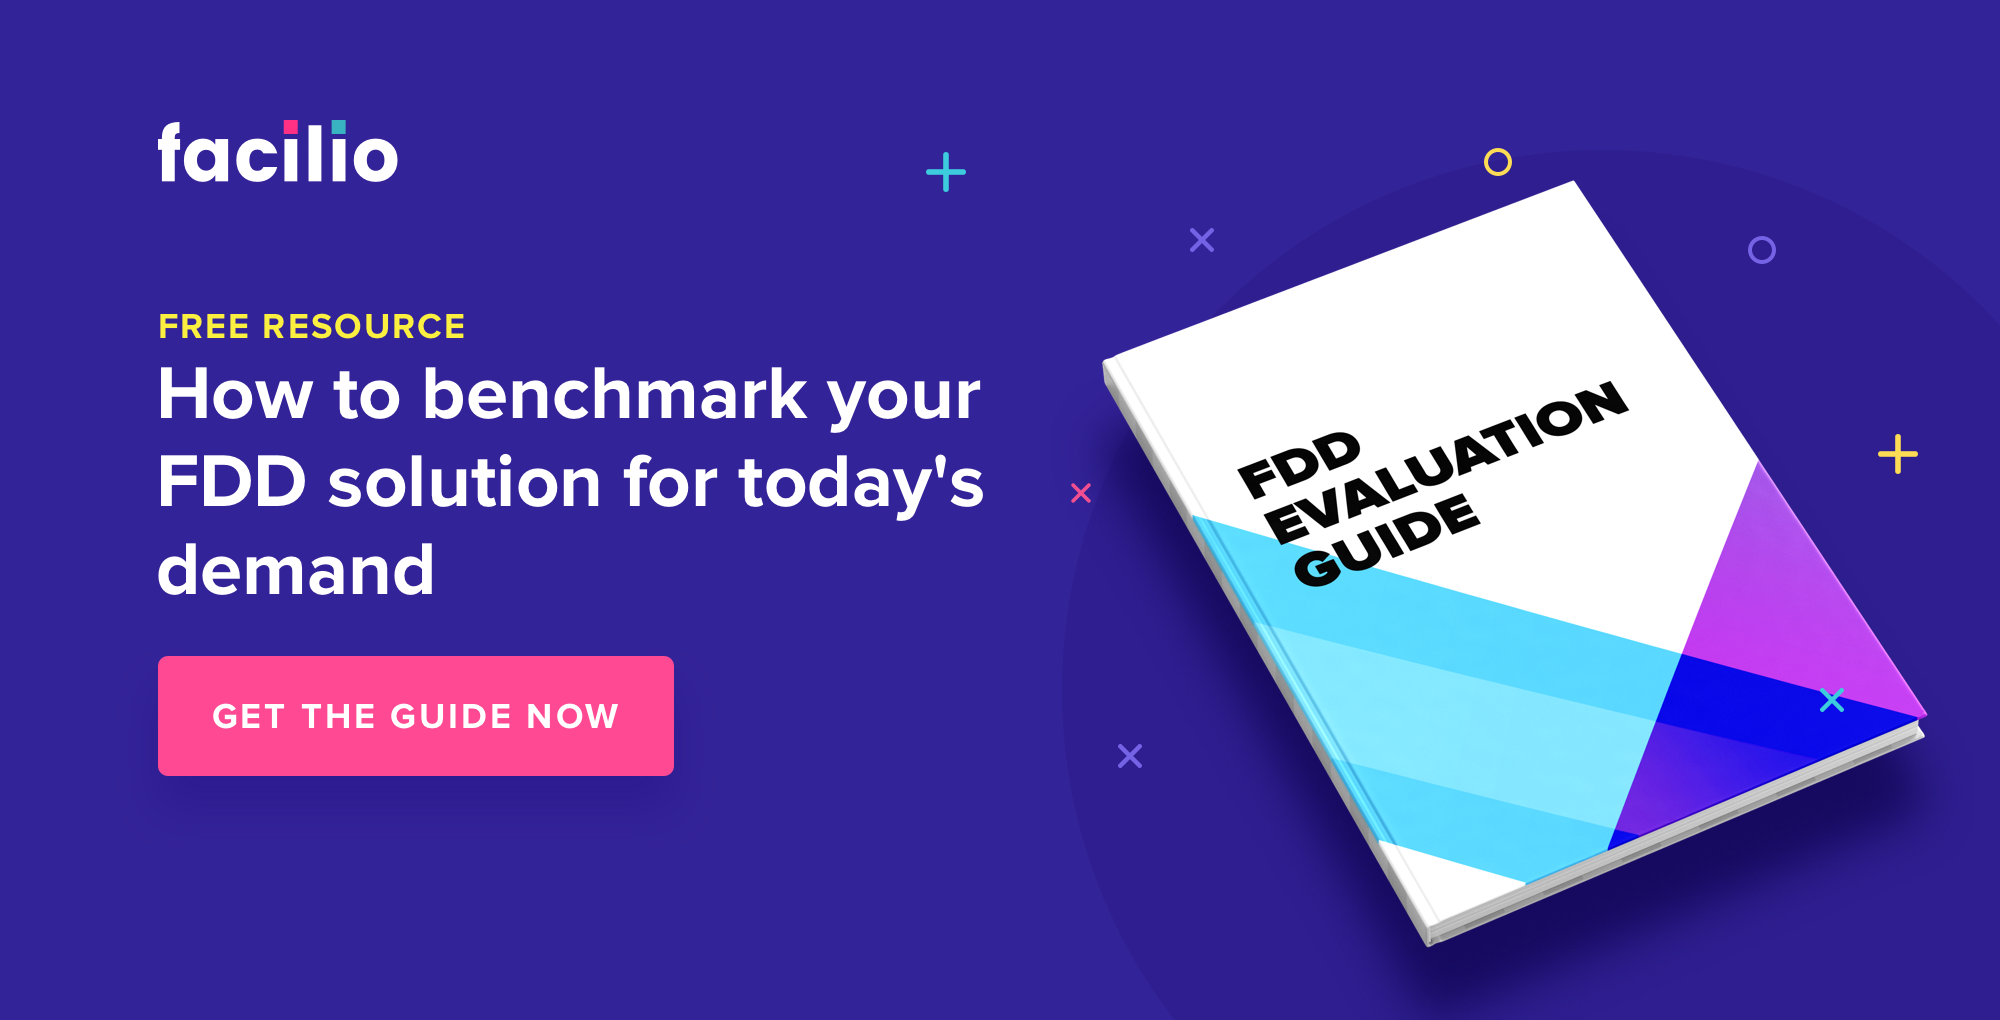 facilio
FREE RESOURCE
How to benchmark your
FDD solution for today's
demand
GET THE GUIDE NOW
FDD
EVALUATION
GUIDE